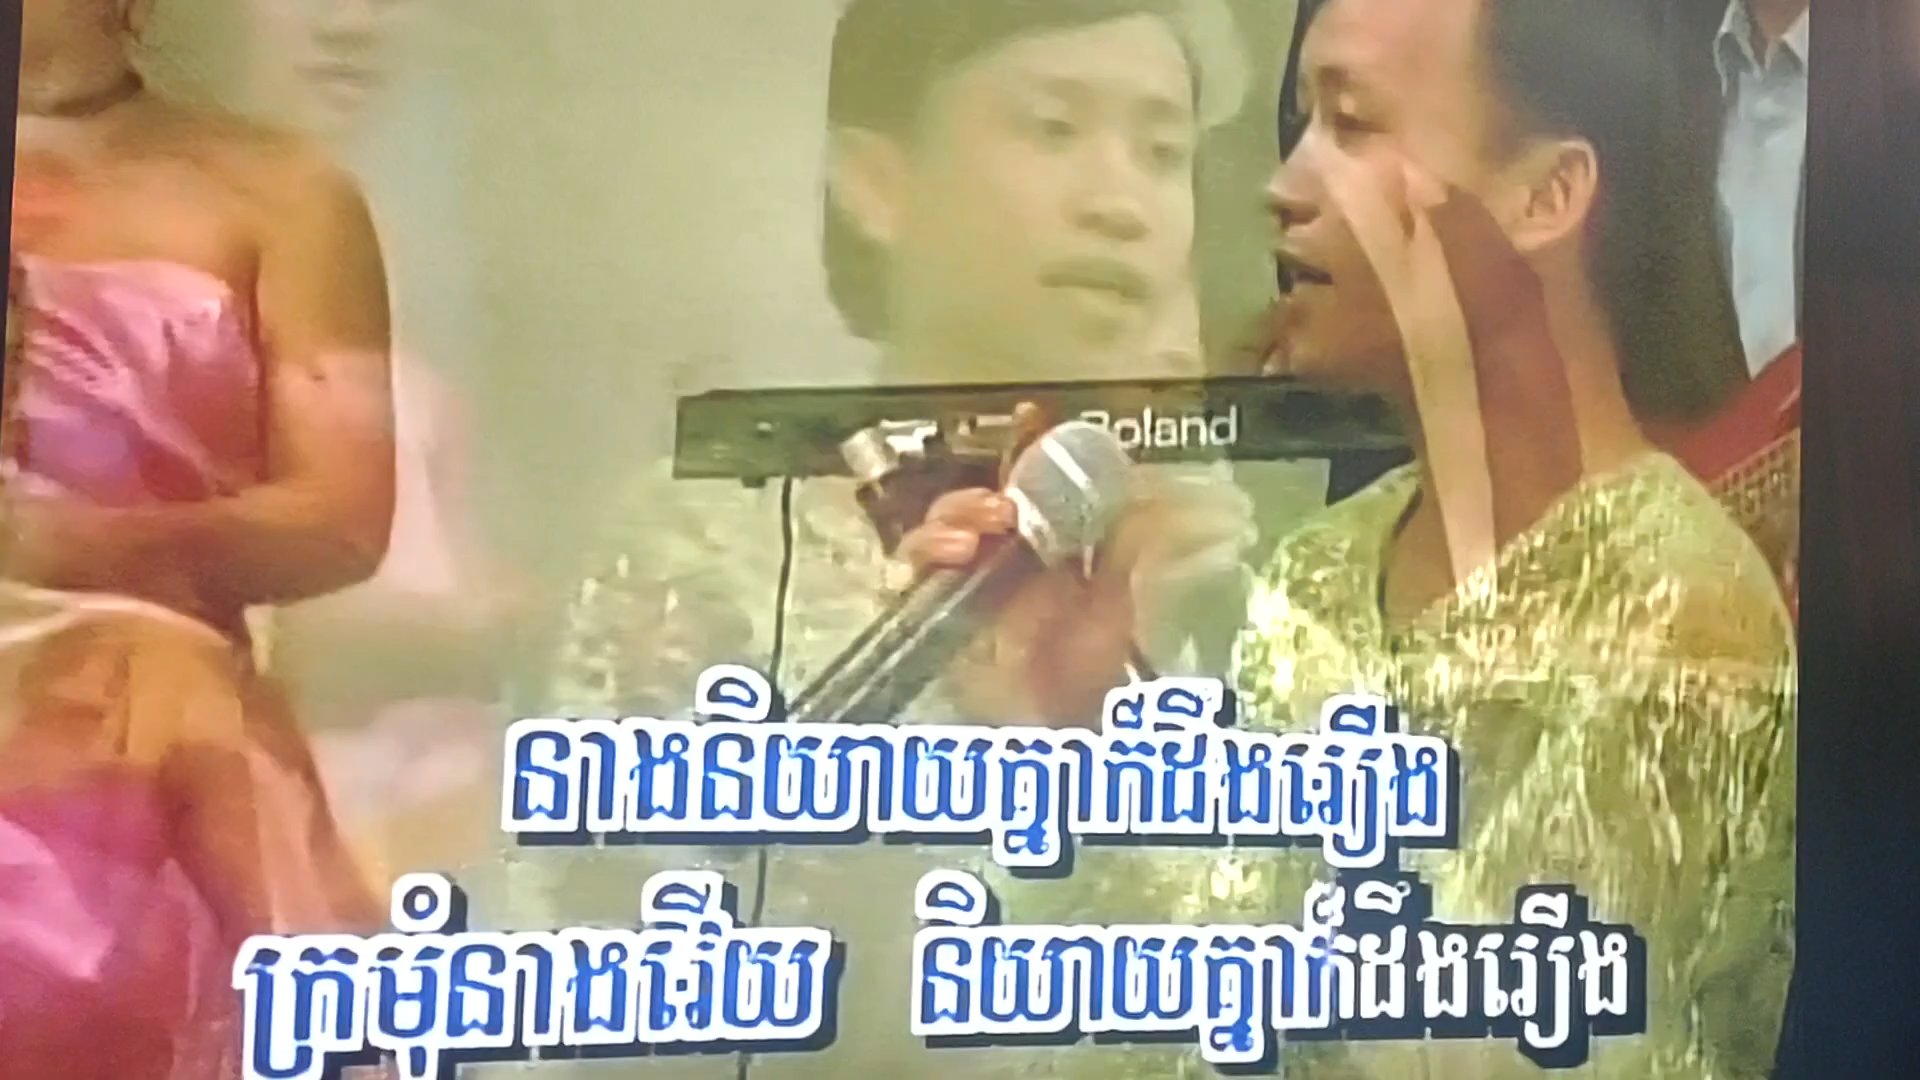 Roland
នាងនិយាយគ្នាក៏ដឹងរឿង
ក្រមុំនាងអើយ និយាយគ្នាក៏ដឹងរឿង